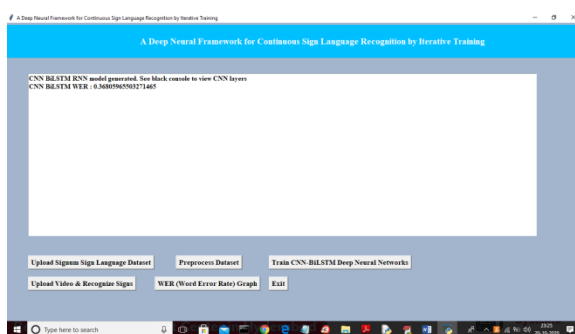 A Deep Neural Framework for Continuous Sign Language Recognition by Iterative Training
A Deep Neural Framework for Continuous Sign Language Recognition by Iterative Training
CNN BiLSTM RNN model generated. See black console to view CNN layers
CNN BiLSTM WER : 0.36805965503271465
Upload Signum Sign Language Dataset Preprocess Dataset Train CNN-BiLSTM Deep Neural Networks
Upload Video & Recognize Signs WER (Word Error Rate) Graph Exit
Type here to search 23:25